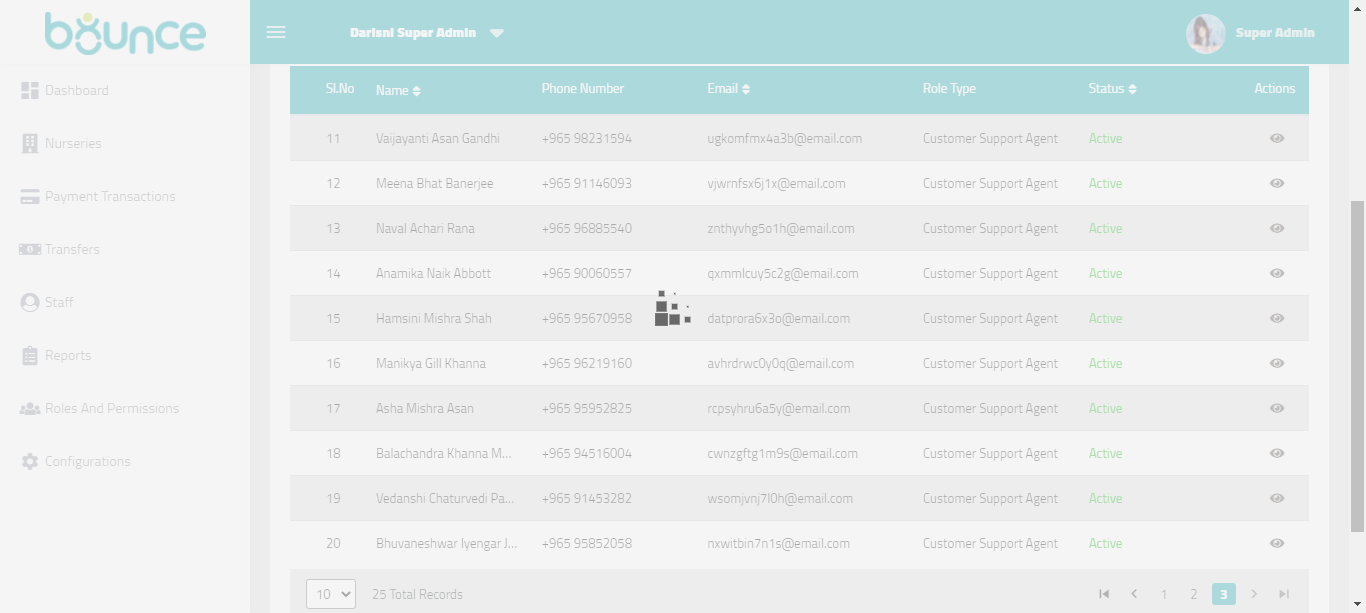 bounce
Darisni Super Admin
Super Admin
Dashboard
Nurseries
Payment Transactions
Transfers
Staff
Reports
Roles And Permissions
Configurations
Sl.No Name Phone Number Email Role Type Status Actions
11 Vaijayanti Asan Gandhi +965 98231594 ugkomfmx4a3b@email.com Customer Support Agent Active
12 Meena Bhat Banerjee +965 91146093 vjwrnfsx6j1x@email.com Customer Support Agent Active
13 Naval Achari Rana +965 96885540 znthyvhg5o1h@email.com Customer Support Agent Active
14 Anamika Naik Abbott +965 90060557 qxmmlcuy5c2g@email.com Customer Support Agent Active
15 Hamsini Mishra Shah +965 95670958 datprora6x3o@email.com Customer Support Agent Active
16 Manikya Gill Khanna +965 96219160 avhrdrwc0y0q@email.com Customer Support Agent Active
17 Asha Mishra Asan +965 95952825 rcpsyhru6a5y@email.com Customer Support Agent Active
18 Balachandra Khanna M... +965 94516004 cwnzgftg1m9s@email.com Customer Support Agent Active
19 Vedanshi Chaturvedi Pa... +965 91453282 wsomjvnj7l0h@email.com Customer Support Agent Active
20 Bhuvaneshwar Iyengar J... +965 95852058 nxwitbin7n1s@email.com Customer Support Agent Active
10 25 Total Records 1 2 3